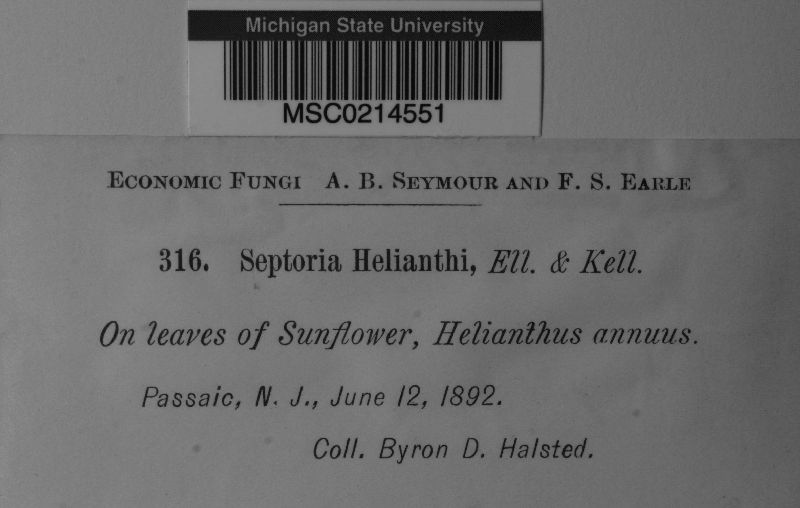 Michigan State University
MSC0214551
Economic Fungi A. B. Seymour and F. S. Earle
316. Septoria Helianthi, Ell. & Kell.
On leaves of Sunflower, Helianthus annuus.
Passaic, N. J., June 12, 1892.
Coll. Byron D. Halsted.